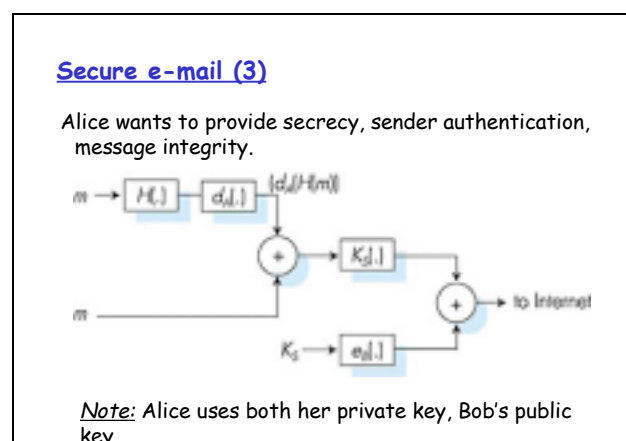 Secure e-mail (3)
Alice wants to provide secrecy, sender authentication,
message integrity.
m H(.) d_A(.) (d_A(H(m))
+ K_S(.)
+ to Internet
m
K_S e_B(.)
Note: Alice uses both her private key, Bob's public
key